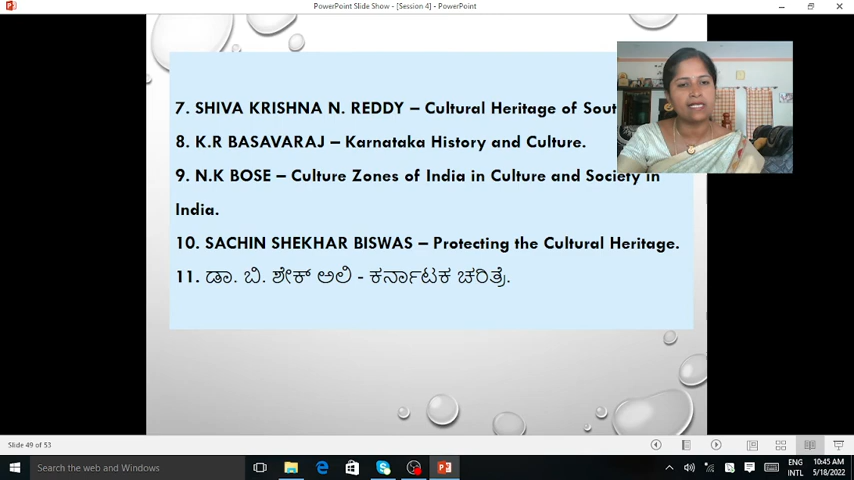 PowerPoint Slide Show - [Session 4] - PowerPoint
7. SHIVA KRISHNA N. REDDY – Cultural Heritage of
8. K.R BASAVARAJ – Karnataka History and Culture.
9. N.K BOSE – Culture Zones of India in Culture and Society in
India.
10. SACHIN SHEKHAR BISWAS – Protecting the Cultural Heritage.
11. ಡಾ. ಬಿ. ಶೇಕ್ ಅಲಿ - ಕರ್ನಾಟಕ ಚರಿತ್ರೆ.
Slide 49 of 53
Search the web and Windows
ENG
INTL
10:45 AM
5/18/2022